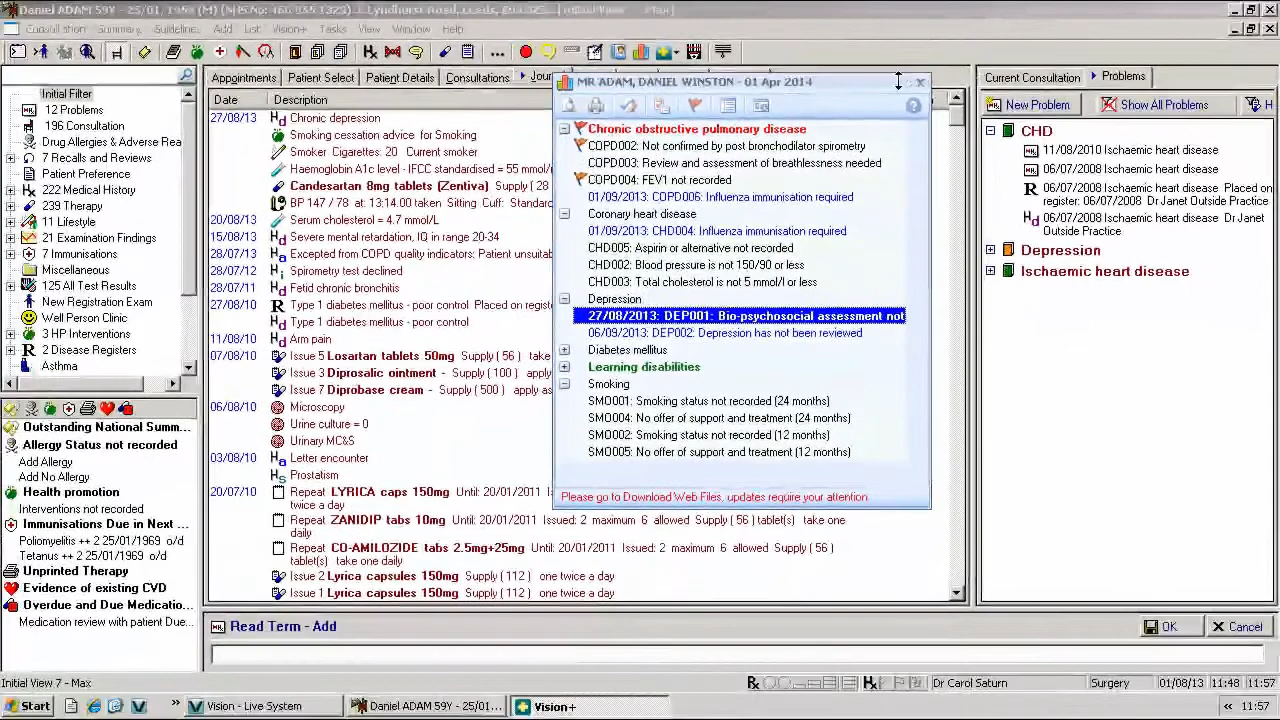 Daniel ADAM 59Y - 25/01/
Consultation Summary Guidelines Add List Vision+ Tasks View Window Help
Appointments Patient Select Patient Details Consultations
Current Consultation Problems
Initial Filter
12 Problems
196 Consultation
Drug Allergies & Adverse Rea
7 Recalls and Reviews
Patient Preference
222 Medical History
239 Therapy
11 Lifestyle
21 Examination Findings
7 Immunisations
Miscellaneous
125 All Test Results
New Registration Exam
Well Person Clinic
3 HP Interventions
2 Disease Registers
Asthma
Outstanding National Summ...
Allergy Status not recorded
Add Allergy
Add No Allergy
Health promotion
Interventions not recorded
Immunisations Due in Next ...
Poliomyelitis ++ 2 25/01/1969 o/d
Tetanus ++ 2 25/01/1969 o/d
Unprinted Therapy
Evidence of existing CVD
Overdue and Due Medicatio...
Medication review with patient Due...
Date Description
27/08/13 Chronic depression
Smoking cessation advice for Smoking
Smoker Cigarettes: 20 Current smoker
Haemoglobin A1c level - IFCC standardised = 55 mmol/
Candesartan 8mg tablets (Zentiva) Supply ( 28
BP 147 / 78 at 13:14.00 taken Sitting Cuff: Standar
20/08/13 Serum cholesterol = 4.7 mmol/L
15/08/13 Severe mental retardation, IQ in range 20-34
28/07/13 Excepted from COPD quality indicators: Patient unsuitab
28/07/12 Spirometry test declined
28/07/11 Fetid chronic bronchitis
27/08/10 Type 1 diabetes mellitus - poor control Placed on regist
Type 1 diabetes mellitus - poor control
11/08/10 Arm pain
07/08/10 Issue 5 Losartan tablets 50mg Supply ( 56 ) take
Issue 3 Diprosalic ointment - Supply ( 100 )
Issue 7 Diprobase cream - Supply ( 500 ) apply as
06/08/10 Microscopy
Urine culture = 0
Urinary MC&S
03/08/10 Letter encounter
Prostatism
20/07/10 Repeat LYRICA caps 150mg Until: 20/01/2011 Issued:
twice a day
Repeat ZANIDIP tabs 10mg Until: 20/01/2011 Issued: 2 maximum 6 allowed Supply ( 56 ) tablet(s) take one
daily
Repeat CO-AMILOZIDE tabs 2.5mg+25mg Until: 20/01/2011 Issued: 2 maximum 6 allowed Supply ( 56 )
tablet(s) take one daily
Issue 2 Lyrica capsules 150mg Supply ( 112 ) one twice a day
Issue 1 Lyrica capsules 150mg Supply ( 112 ) one twice a day
MR ADAM, DANIEL WINSTON - 01 Apr 2014
Chronic obstructive pulmonary disease
COPD002: Not confirmed by post bronchodilator spirometry
COPD003: Review and assessment of breathlessness needed
COPD004: FEV1 not recorded
01/09/2013: COPD006: Influenza immunisation required
Coronary heart disease
01/09/2013: CHD004: Influenza immunisation required
CHD005: Aspirin or alternative not recorded
CHD002: Blood pressure is not 150/90 or less
CHD003: Total cholesterol is not 5 mmol/l or less
Depression
27/08/2013: DEP001: Bio-psychosocial assessment not
06/09/2013: DEP002: Depression has not been reviewed
Diabetes mellitus
Learning disabilities
Smoking
SMO001: Smoking status not recorded (24 months)
SMO004: No offer of support and treatment (24 months)
SMO002: Smoking status not recorded (12 months)
SMO005: No offer of support and treatment (12 months)
Please go to Download Web Files, updates require your attention.
New Problem Show All Problems H
CHD
11/08/2010 Ischaemic heart disease
06/07/2008 Ischaemic heart disease
06/07/2008 Ischaemic heart disease Placed on
register: 06/07/2008 Dr Janet Outside Practice
06/07/2008 Ischaemic heart disease Dr Janet
Outside Practice
Depression
Ischaemic heart disease
Read Term - Add OK Cancel
Initial View 7 - Max Dr Carol Saturn Surgery 01/08/13 11:48 11:57
Start Vision - Live System Daniel ADAM 59Y - 25/01... Vision+ 11:57